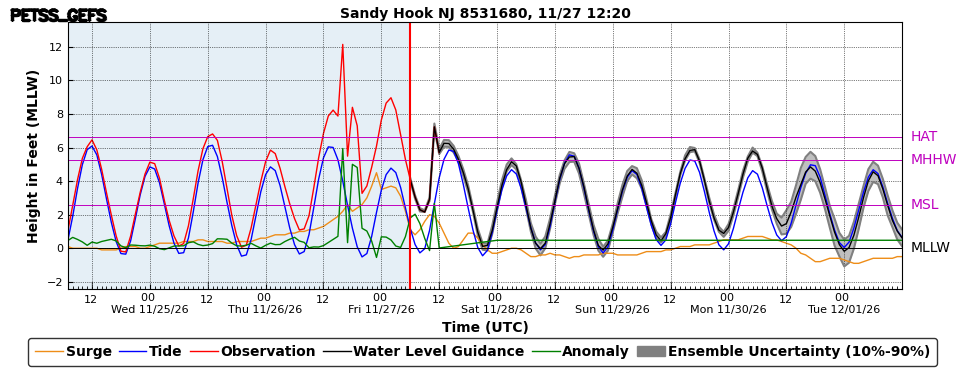 PETSS_GEFS
Sandy Hook NJ 8531680, 11/27 12:20
Height in Feet (MLLW)
12
10
8
6
4
2
0
−2
HAT
MHHW
MSL
MLLW
12 00 12 00 12 00 12 00 12 00 12 00 12 00
Wed 11/25/26 Thu 11/26/26 Fri 11/27/26 Sat 11/28/26 Sun 11/29/26 Mon 11/30/26 Tue 12/01/26
Time (UTC)
Surge Tide Observation Water Level Guidance Anomaly Ensemble Uncertainty (10%-90%)